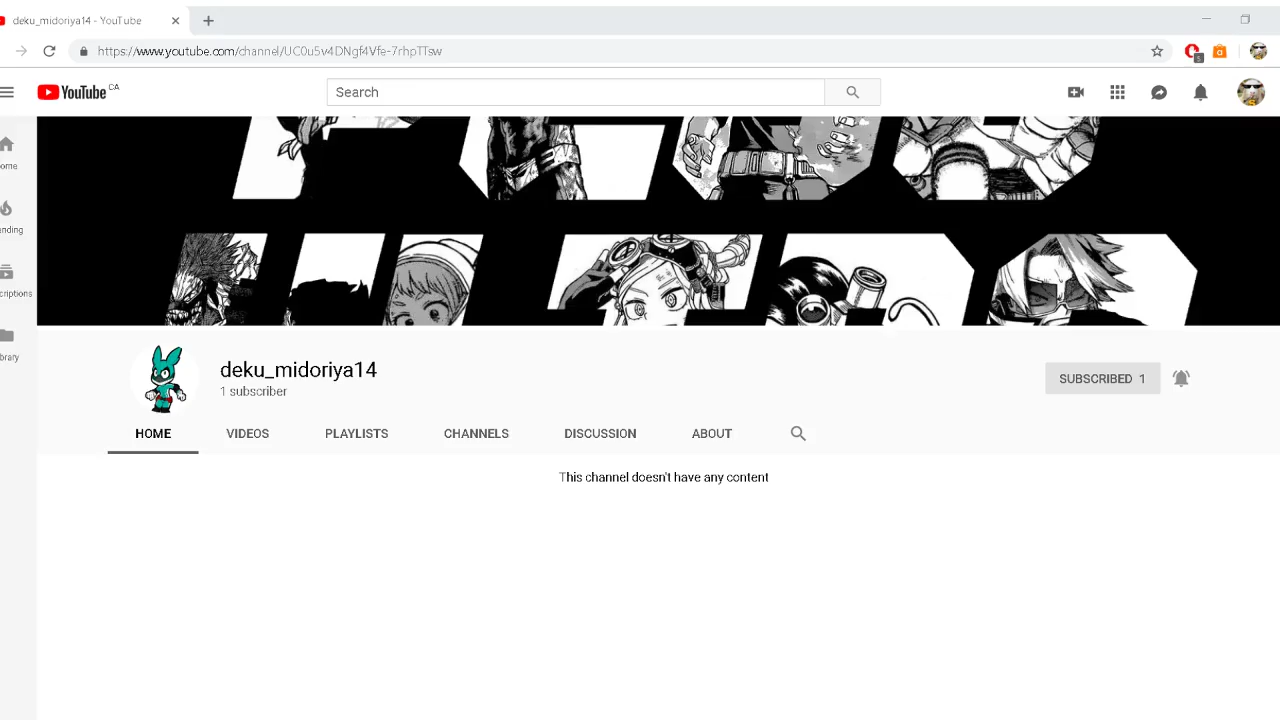 deku_midoriya14 - YouTube
https://www.youtube.com/channel/UC0u5v4DNgf4Vfe-7rhpTTsw
YouTube CA
Search
ome
ending
criptions
brary
deku_midoriya14
1 subscriber
SUBSCRIBED 1
HOME VIDEOS PLAYLISTS CHANNELS DISCUSSION ABOUT
This channel doesn't have any content